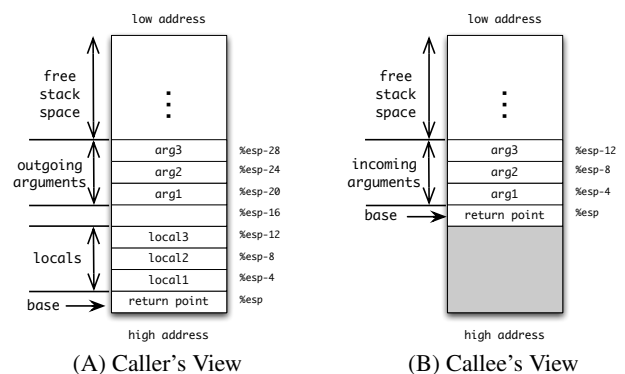 low address
free
stack
space
arg3 %esp-28
outgoing
arguments
arg2 %esp-24
arg1 %esp-20
%esp-16
local3 %esp-12
locals
local2 %esp-8
local1 %esp-4
base return point %esp
high address
(A) Caller's View
low address
free
stack
space
arg3 %esp-12
incoming
arguments
arg2 %esp-8
arg1 %esp-4
base return point %esp
high address
(B) Callee's View